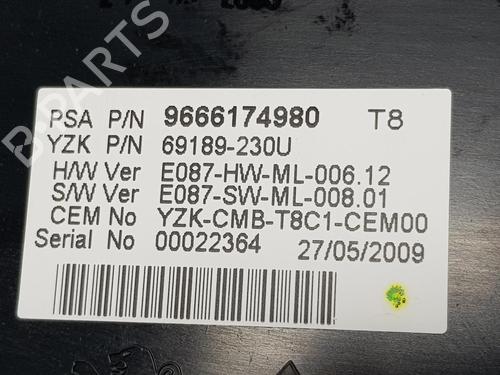 PSA P/N 9666174980 T8
YZK P/N 69189-230U
H/W Ver E087-HW-ML-006.12
S/W Ver E087-SW-ML-008.01
CEM No YZK-CMB-T8C1-CEM00
Serial No 00022364 27/05/2009
B-PARTS